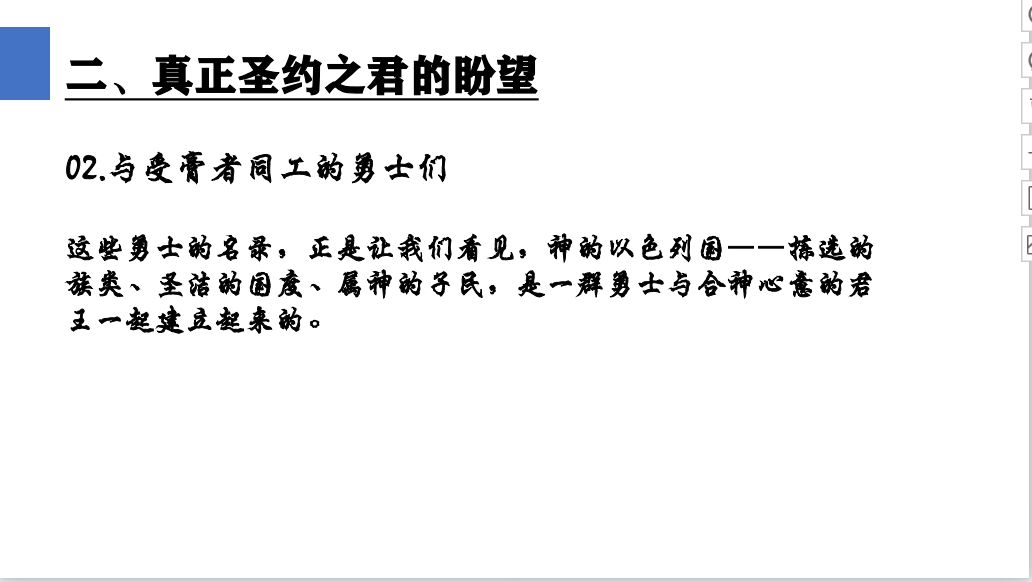 二、真正圣约之君的盼望
02.与受膏者同工的勇士们
这些勇士的名录，正是让我们看见，神的以色列国——拣选的
族类、圣洁的国度、属神的子民，是一群勇士与合神心意的君
王一起建立起来的。